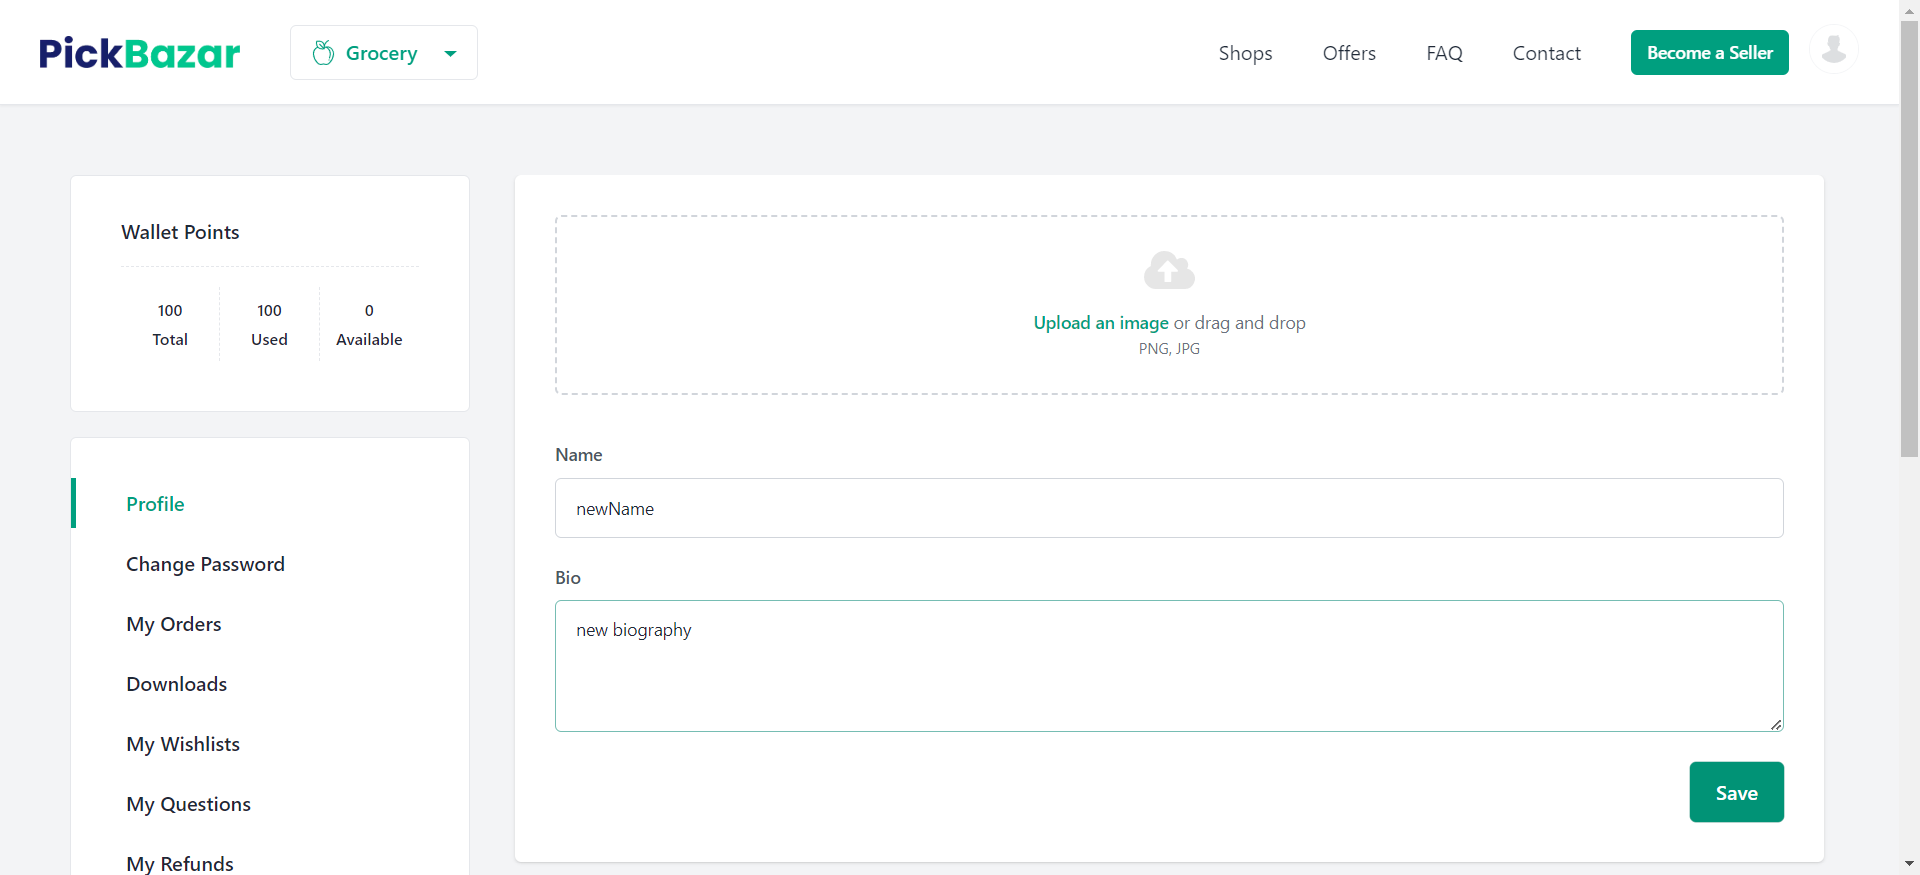 PickBazar
Grocery
Shops
Offers
FAQ
Contact
Become a Seller
Wallet Points
100
Total
100
Used
0
Available
Profile
Change Password
My Orders
Downloads
My Wishlists
My Questions
My Refunds
Upload an image or drag and drop
PNG, JPG
Name
newName
Bio
new biography
Save